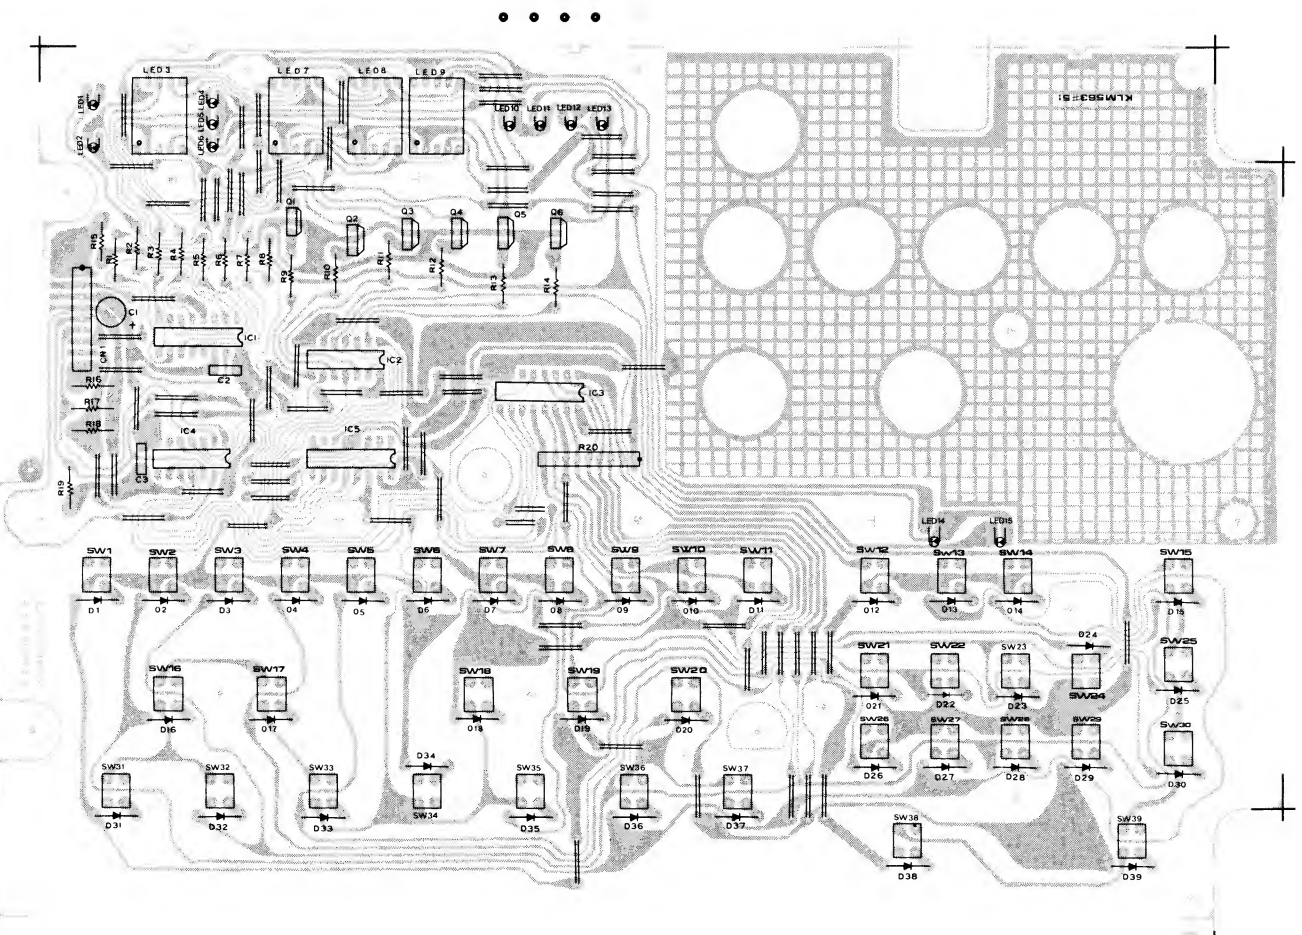 LED3 LED7 LED8 LED9
LED1 LED4 LED5 LED10 LED11 LED12 LED13
LED2 LED6
KLM563#51
Q1 Q2 Q3 Q4 Q5 Q6
R15 R1 R2 R3 R4 R5 R6 R7 R8 R9 R10 R11 R12 R13 R14
C1
+
CN1 IC1 IC2
C2
R16 IC3
R17
R18 IC4 IC5
R20
C3
R19
LED14 LED15
SW1 SW2 SW3 SW4 SW5 SW6 SW7 SW8 SW9 SW10 SW11 SW12 SW13 SW14 SW15
D1 D2 D3 D4 D5 D6 D7 D8 D9 D10 D11 D12 D13 D14 D15
D24
SW16 SW17 SW18 SW19 SW20 SW21 SW22 SW23 SW25
SW24
D21 D22 D23 D25
D16 D17 D18 D19 D20
SW26 SW27 SW28 SW29 SW30
D34
D26 D27 D28 D29 D30
SW31 SW32 SW33 SW35 SW36 SW37
SW34
D31 D32 D33 D35 D36 D37
SW38 SW39
D38 D39